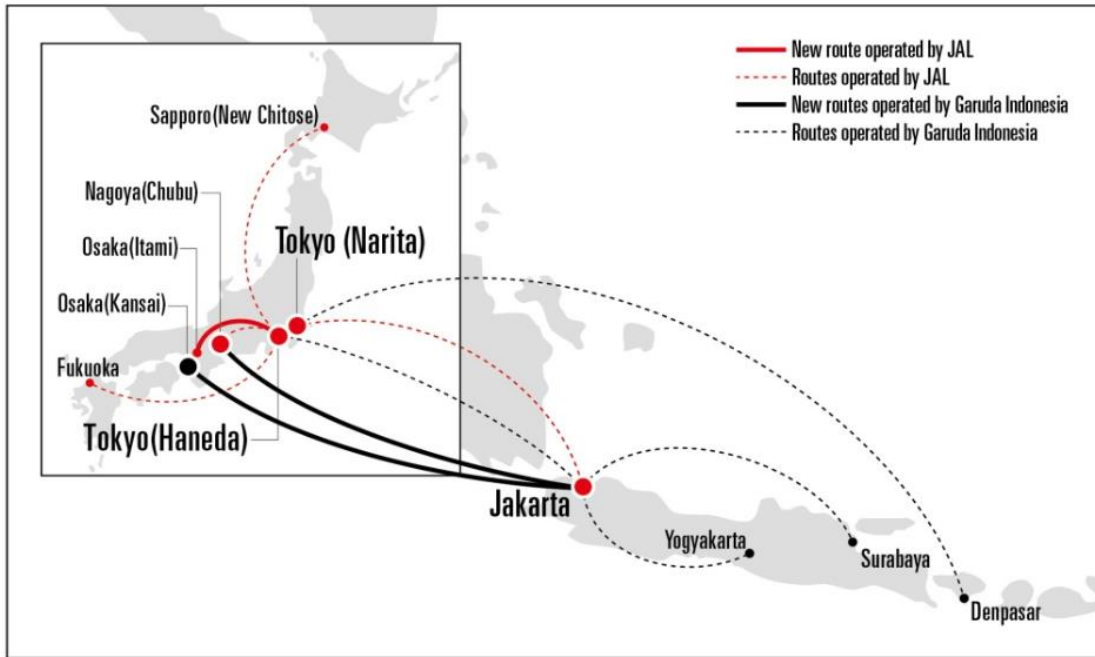 New route operated by JAL
Routes operated by JAL
New routes operated by Garuda Indonesia
Routes operated by Garuda Indonesia
Sapporo(New Chitose)
Nagoya(Chubu)
Tokyo (Narita)
Osaka(Itami)
Osaka(Kansai)
Fukuoka
Tokyo(Haneda)
Jakarta
Yogyakarta
Surabaya
Denpasar